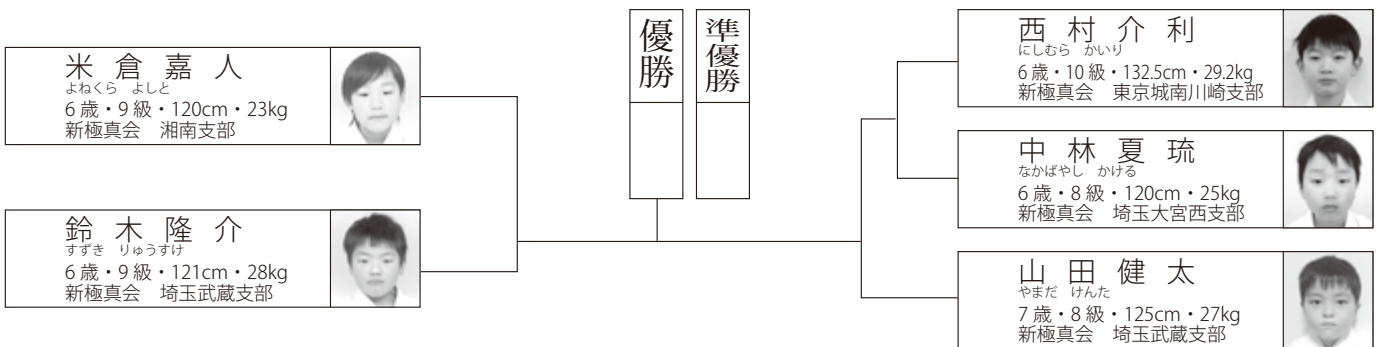 米倉嘉人
よねくら　よしと
6歳・9級・120cm・23kg
新極真会　湘南支部
鈴木隆介
すずき　りゅうすけ
6歳・9級・121cm・28kg
新極真会　埼玉武蔵支部
優勝
準優勝
西村介利
にしむら　かいり
6歳・10級・132.5cm・29.2kg
新極真会　東京城南川崎支部
中林夏琉
なかばやし　かける
6歳・8級・120cm・25kg
新極真会　埼玉大宮西支部
山田健太
やまだ　けんた
7歳・8級・125cm・27kg
新極真会　埼玉武蔵支部